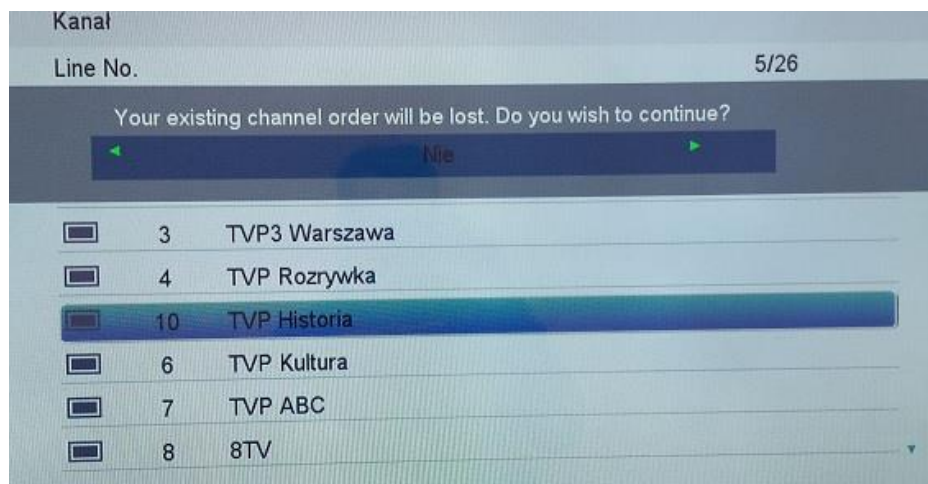 Kanał
Line No. 5/26
Your existing channel order will be lost. Do you wish to continue?
Nie
3 TVP3 Warszawa
4 TVP Rozrywka
10 TVP Historia
6 TVP Kultura
7 TVP ABC
8 8TV